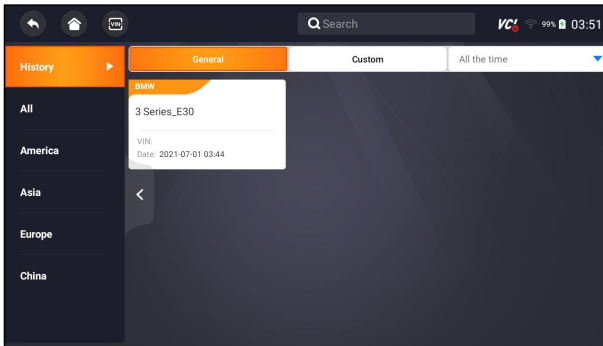 VIN
Search
VCI 99% 03:51
History
General
Custom
All the time
BMW
3 Series_E30
VIN:
Date: 2021-07-01 03:44
All
America
Asia
Europe
China